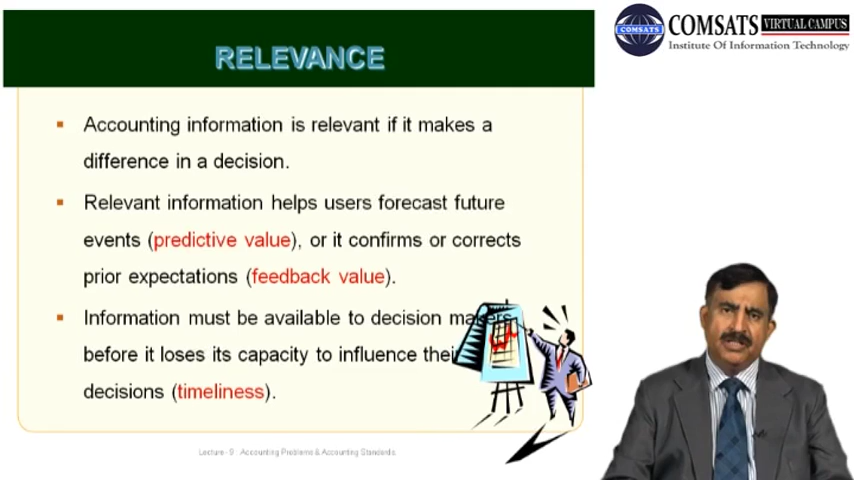 RELEVANCE
COMSATS VIRTUAL CAMPUS
COMSATS
Institute Of Information Technology
▪ Accounting information is relevant if it makes a
difference in a decision.
▪ Relevant information helps users forecast future
events (predictive value), or it confirms or corrects
prior expectations (feedback value).
▪ Information must be available to decision makers
before it loses its capacity to influence their
decisions (timeliness).
Lecture - 9 : Accounting Problems & Accounting Standards.